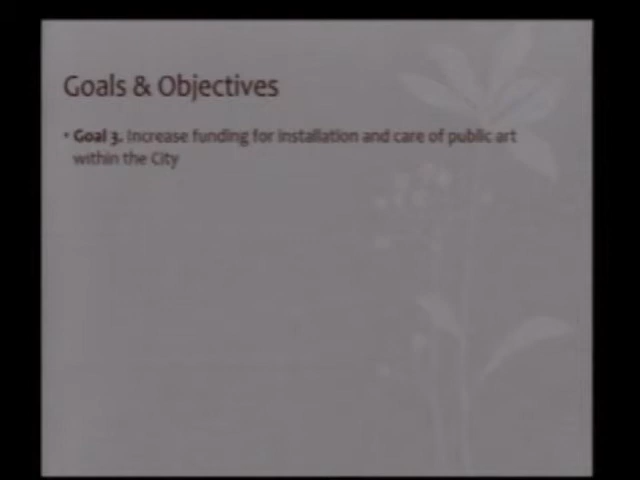 Goals & Objectives
• Goal 3. Increase funding for installation and care of public art
within the City